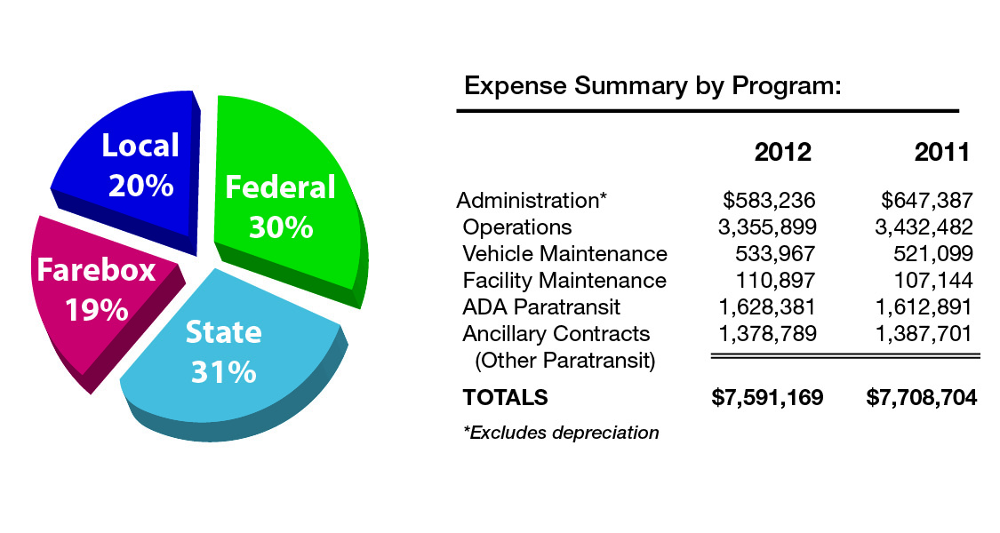 Local
20%
Federal
30%
Farebox
19%
State
31%
Expense Summary by Program:
2012 2011
Administration* $583,236 $647,387
Operations 3,355,899 3,432,482
Vehicle Maintenance 533,967 521,099
Facility Maintenance 110,897 107,144
ADA Paratransit 1,628,381 1,612,891
Ancillary Contracts 1,378,789 1,387,701
(Other Paratransit)
TOTALS $7,591,169 $7,708,704
*Excludes depreciation